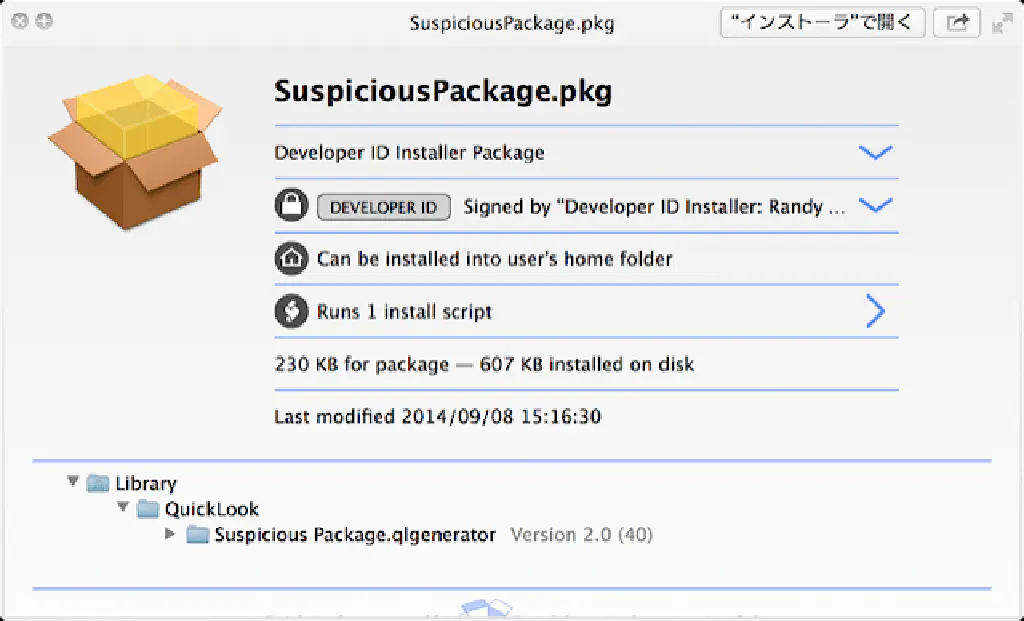 SuspiciousPackage.pkg
“インストーラ”で開く
SuspiciousPackage.pkg
Developer ID Installer Package
DEVELOPER ID Signed by “Developer ID Installer: Randy ...
Can be installed into user's home folder
Runs 1 install script
230 KB for package — 607 KB installed on disk
Last modified 2014/09/08 15:16:30
Library
QuickLook
Suspicious Package.qlgenerator Version 2.0 (40)